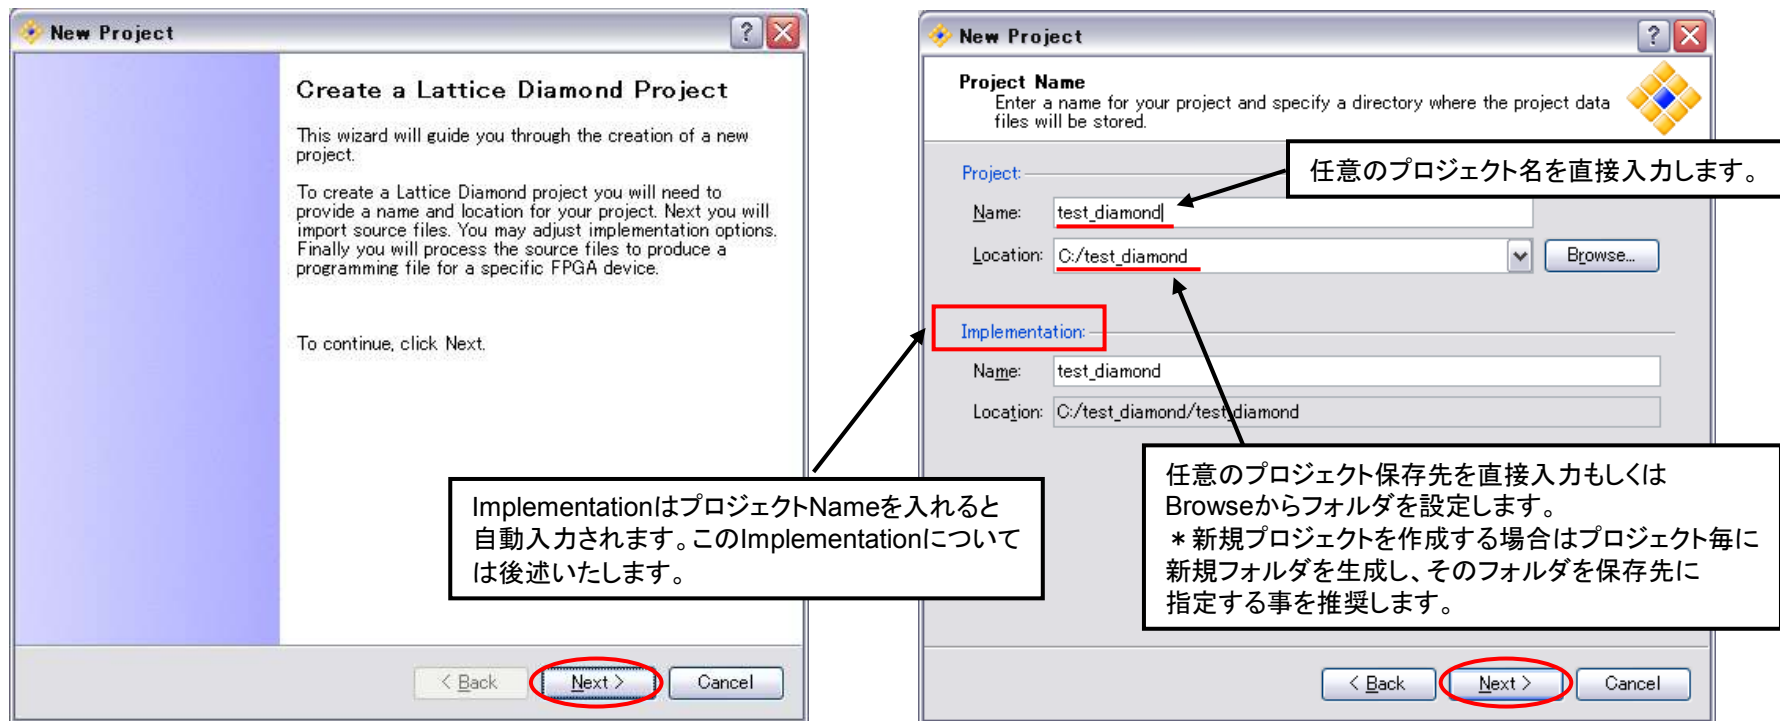 New Project
Create a Lattice Diamond Project
This wizard will guide you through the creation of a new
project.
To create a Lattice Diamond project you will need to
provide a name and location for your project. Next you will
import source files. You may adjust implementation options.
Finally you will process the source files to produce a
programming file for a specific FPGA device.
To continue, click Next.
ImplementationはプロジェクトNameを入れると
自動入力されます。このImplementationについて
は後述いたします。
< Back
Next >
Cancel
New Project
Project Name
Enter a name for your project and specify a directory where the project data
files will be stored.
任意のプロジェクト名を直接入力します。
Project:
Name: test_diamond
Location: C:/test_diamond
Browse...
Implementation:
Name: test_diamond
Location: C:/test_diamond/test_diamond
任意のプロジェクト保存先を直接入力もしくは
Browseからフォルダを設定します。
＊新規プロジェクトを作成する場合はプロジェクト毎に
新規フォルダを生成し、そのフォルダを保存先に
指定する事を推奨します。
< Back
Next >
Cancel